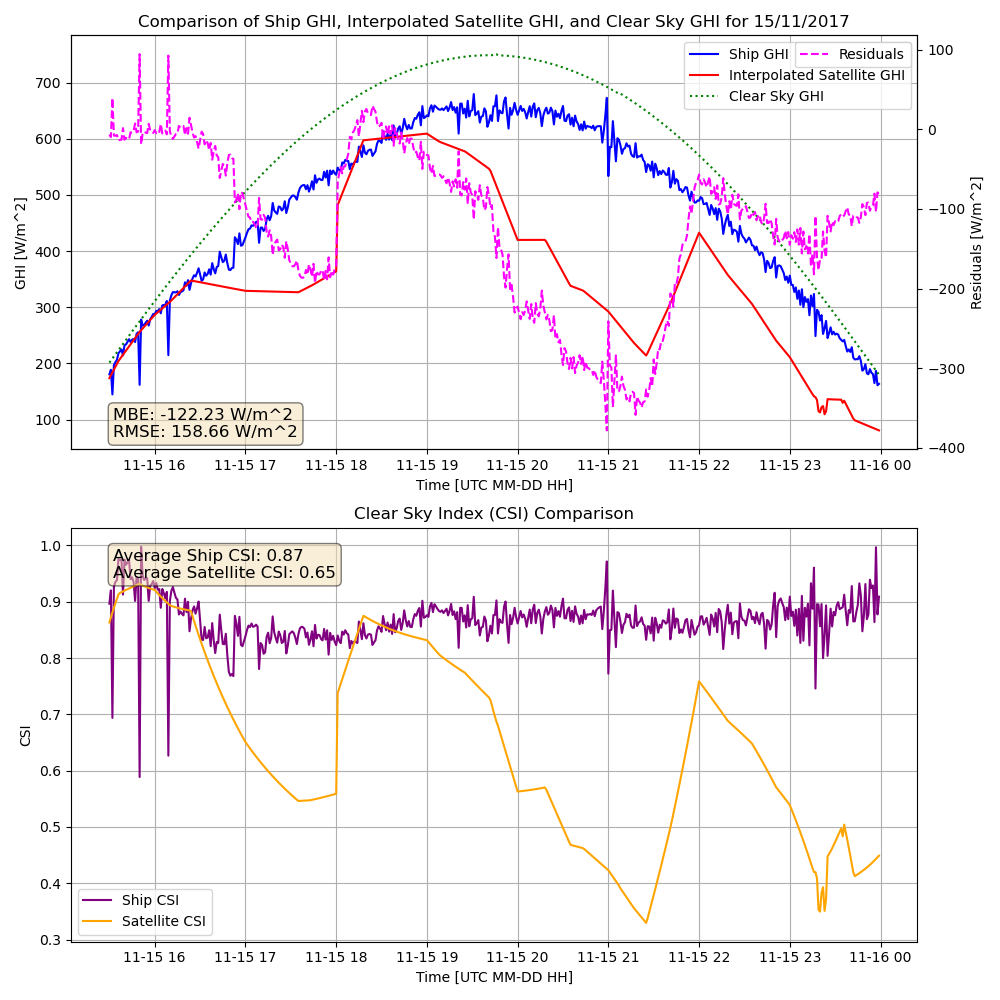 Comparison of Ship GHI, Interpolated Satellite GHI, and Clear Sky GHI for 15/11/2017
GHI [W/m^2]
700
600
500
400
300
200
100
Ship GHI
Interpolated Satellite GHI
Clear Sky GHI
Residuals
100
0
−100
−200
−300
−400
Residuals [W/m^2]
MBE: -122.23 W/m^2
RMSE: 158.66 W/m^2
11-15 16 11-15 17 11-15 18 11-15 19 11-15 20 11-15 21 11-15 22 11-15 23 11-16 00
Time [UTC MM-DD HH]
Clear Sky Index (CSI) Comparison
CSI
1.0
0.9
0.8
0.7
0.6
0.5
0.4
0.3
Average Ship CSI: 0.87
Average Satellite CSI: 0.65
Ship CSI
Satellite CSI
11-15 16 11-15 17 11-15 18 11-15 19 11-15 20 11-15 21 11-15 22 11-15 23 11-16 00
Time [UTC MM-DD HH]